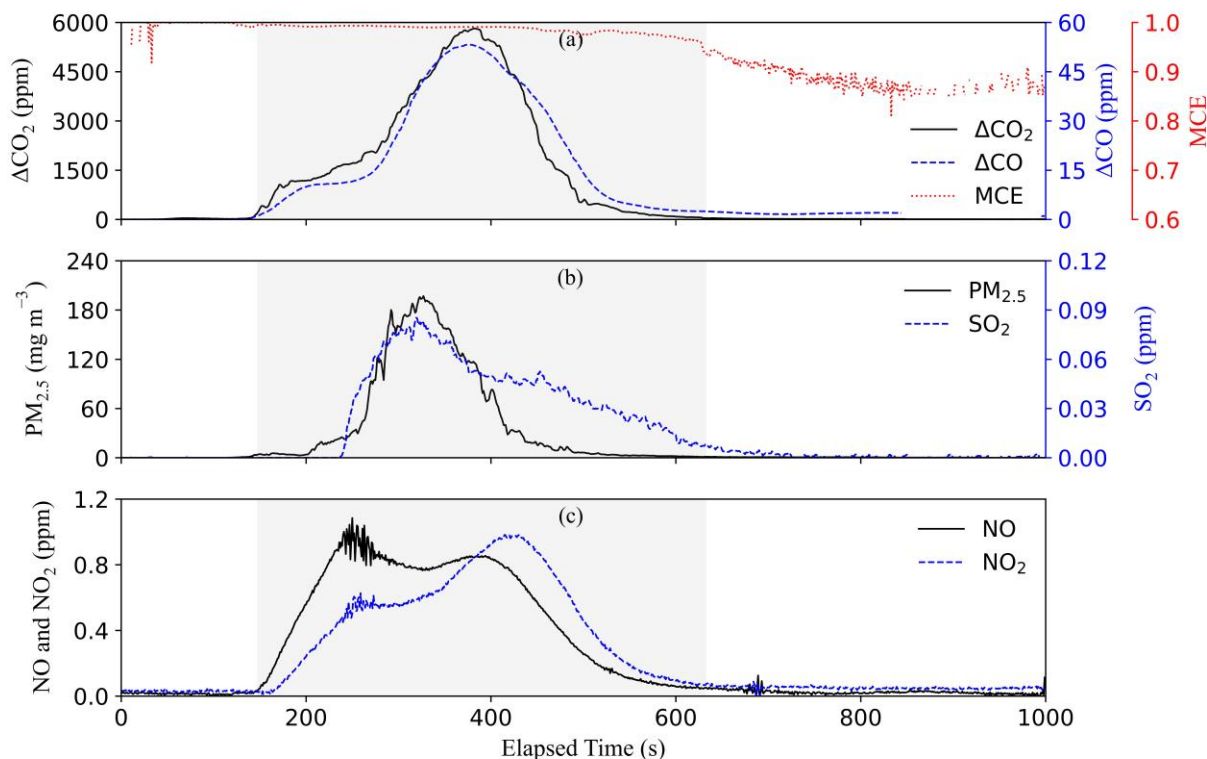 6000
4500
3000
1500
0
ΔCO₂ (ppm)
(a)
60
45
30
15
0
ΔCO (ppm)
1.0
0.9
0.8
0.7
0.6
MCE
ΔCO₂
ΔCO
MCE
240
180
120
60
0
PM₂.₅ (mg m⁻³)
(b)
0.12
0.09
0.06
0.03
0.00
SO₂ (ppm)
PM₂.₅
SO₂
1.2
0.8
0.4
0.0
NO and NO₂ (ppm)
(c)
NO
NO₂
0 200 400 600 800 1000
Elapsed Time (s)